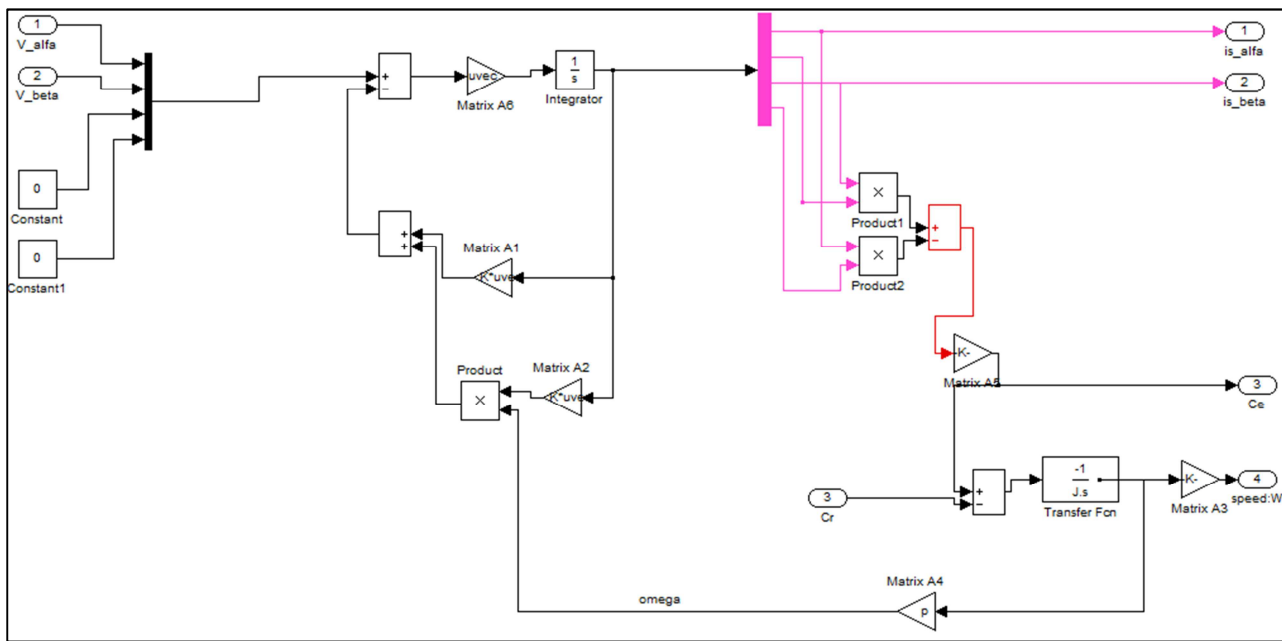 1
V_alfa
2
V_beta
0
Constant
0
Constant1
+
−
uvec
Matrix A6
1
s
Integrator
1
is_alfa
2
is_beta
×
Product1
×
Product2
+
−
+
+
Matrix A1
K*uve
Product
×
Matrix A2
K*uve
-K-
Matrix A5
3
Ce
3
Cr
+
−
-1
J.s
Transfer Fcn
-K-
Matrix A3
4
speed:W
Matrix A4
p
omega